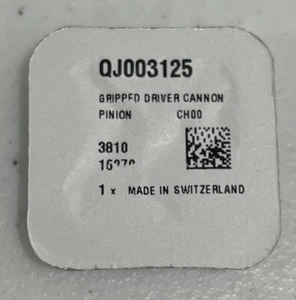 QJ003125
GRIPPED DRIVER CANNON
PINION CH00
3810
1 x MADE IN SWITZERLAND